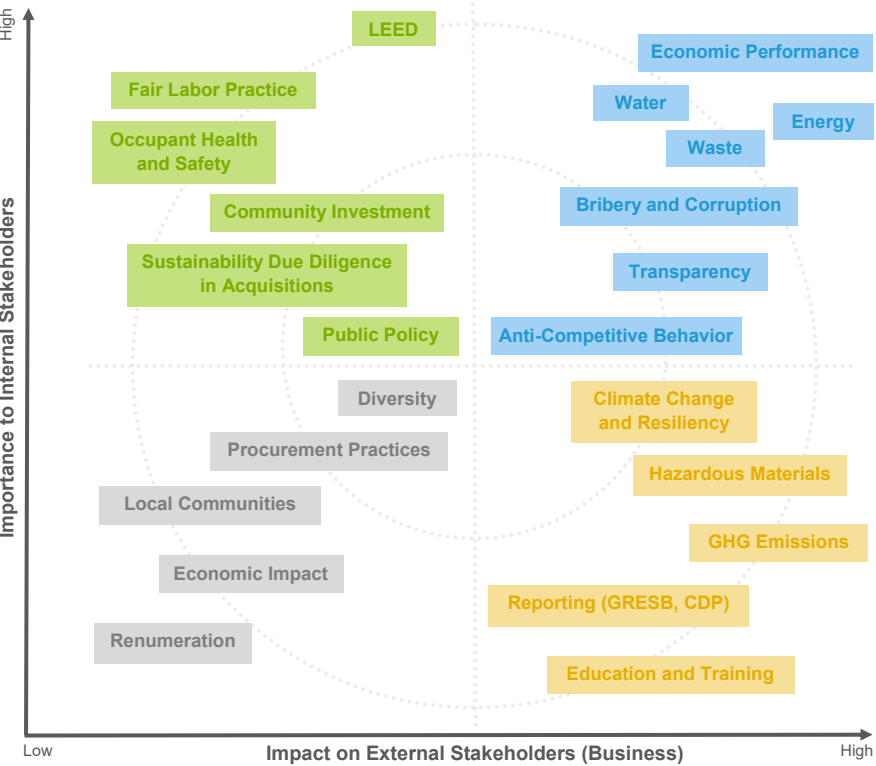 High
Importance to Internal Stakeholders
LEED
Economic Performance
Fair Labor Practice
Water
Energy
Occupant Health
and Safety
Waste
Community Investment
Bribery and Corruption
Sustainability Due Diligence
in Acquisitions
Transparency
Public Policy
Anti-Competitive Behavior
Diversity
Climate Change
and Resiliency
Procurement Practices
Hazardous Materials
Local Communities
GHG Emissions
Economic Impact
Reporting (GRESB, CDP)
Renumeration
Education and Training
Low
Impact on External Stakeholders (Business)
High